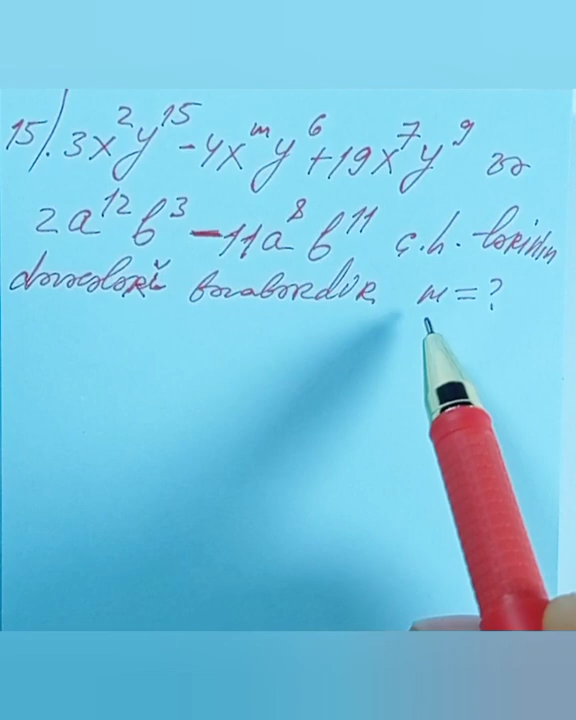 15). 3x²y¹⁵ - 4xᵐy⁶ + 19x⁷y⁹ və
2a¹²b³ - 11a⁸b¹¹ ç.h. -lərinin
dərəcələri bərabərdir. m = ?